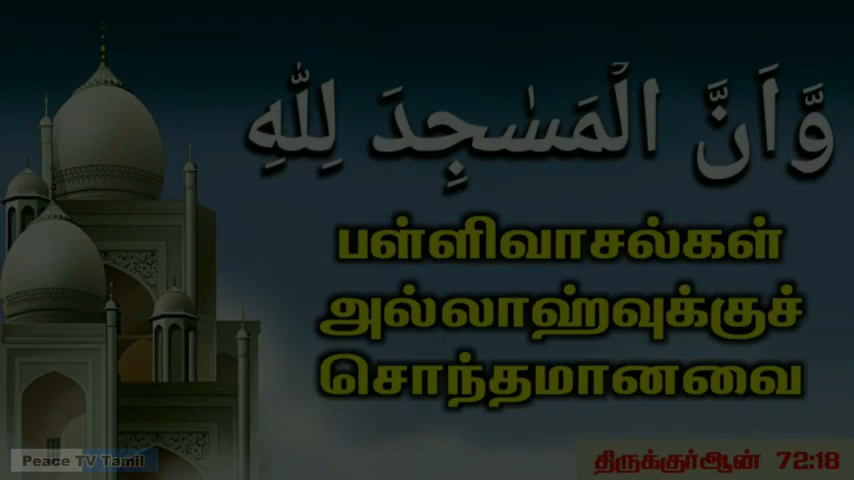 وَّاَنَّ الْمَسٰجِدَ لِلّٰهِ
பள்ளிவாசல்கள்
அல்லாஹ்வுக்குச்
சொந்தமானவை
திருக்குர்ஆன் 72:18
Peace TV Tamil